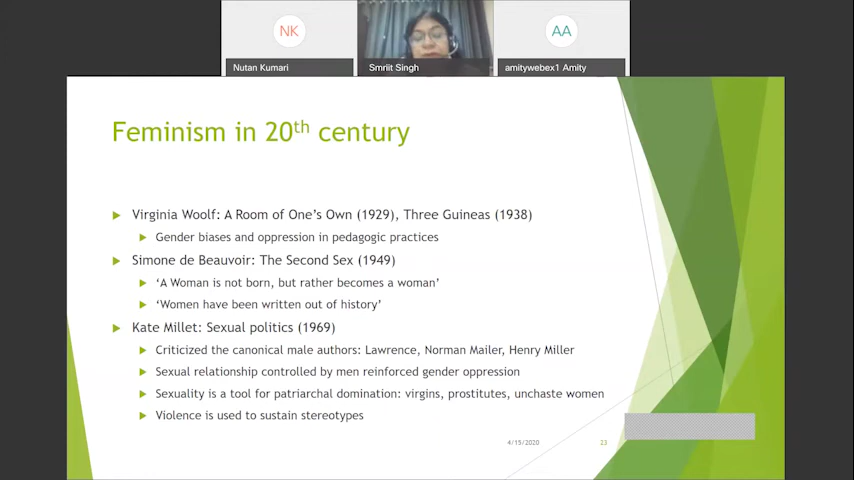 NK
AA
Nutan Kumari
Smriit Singh
amitywebex1 Amity
Feminism in 20th century
Virginia Woolf: A Room of One's Own (1929), Three Guineas (1938)
Gender biases and oppression in pedagogic practices
Simone de Beauvoir: The Second Sex (1949)
'A Woman is not born, but rather becomes a woman'
'Women have been written out of history'
Kate Millet: Sexual politics (1969)
Criticized the canonical male authors: Lawrence, Norman Mailer, Henry Miller
Sexual relationship controlled by men reinforced gender oppression
Sexuality is a tool for patriarchal domination: virgins, prostitutes, unchaste women
Violence is used to sustain stereotypes
4/15/2020
23